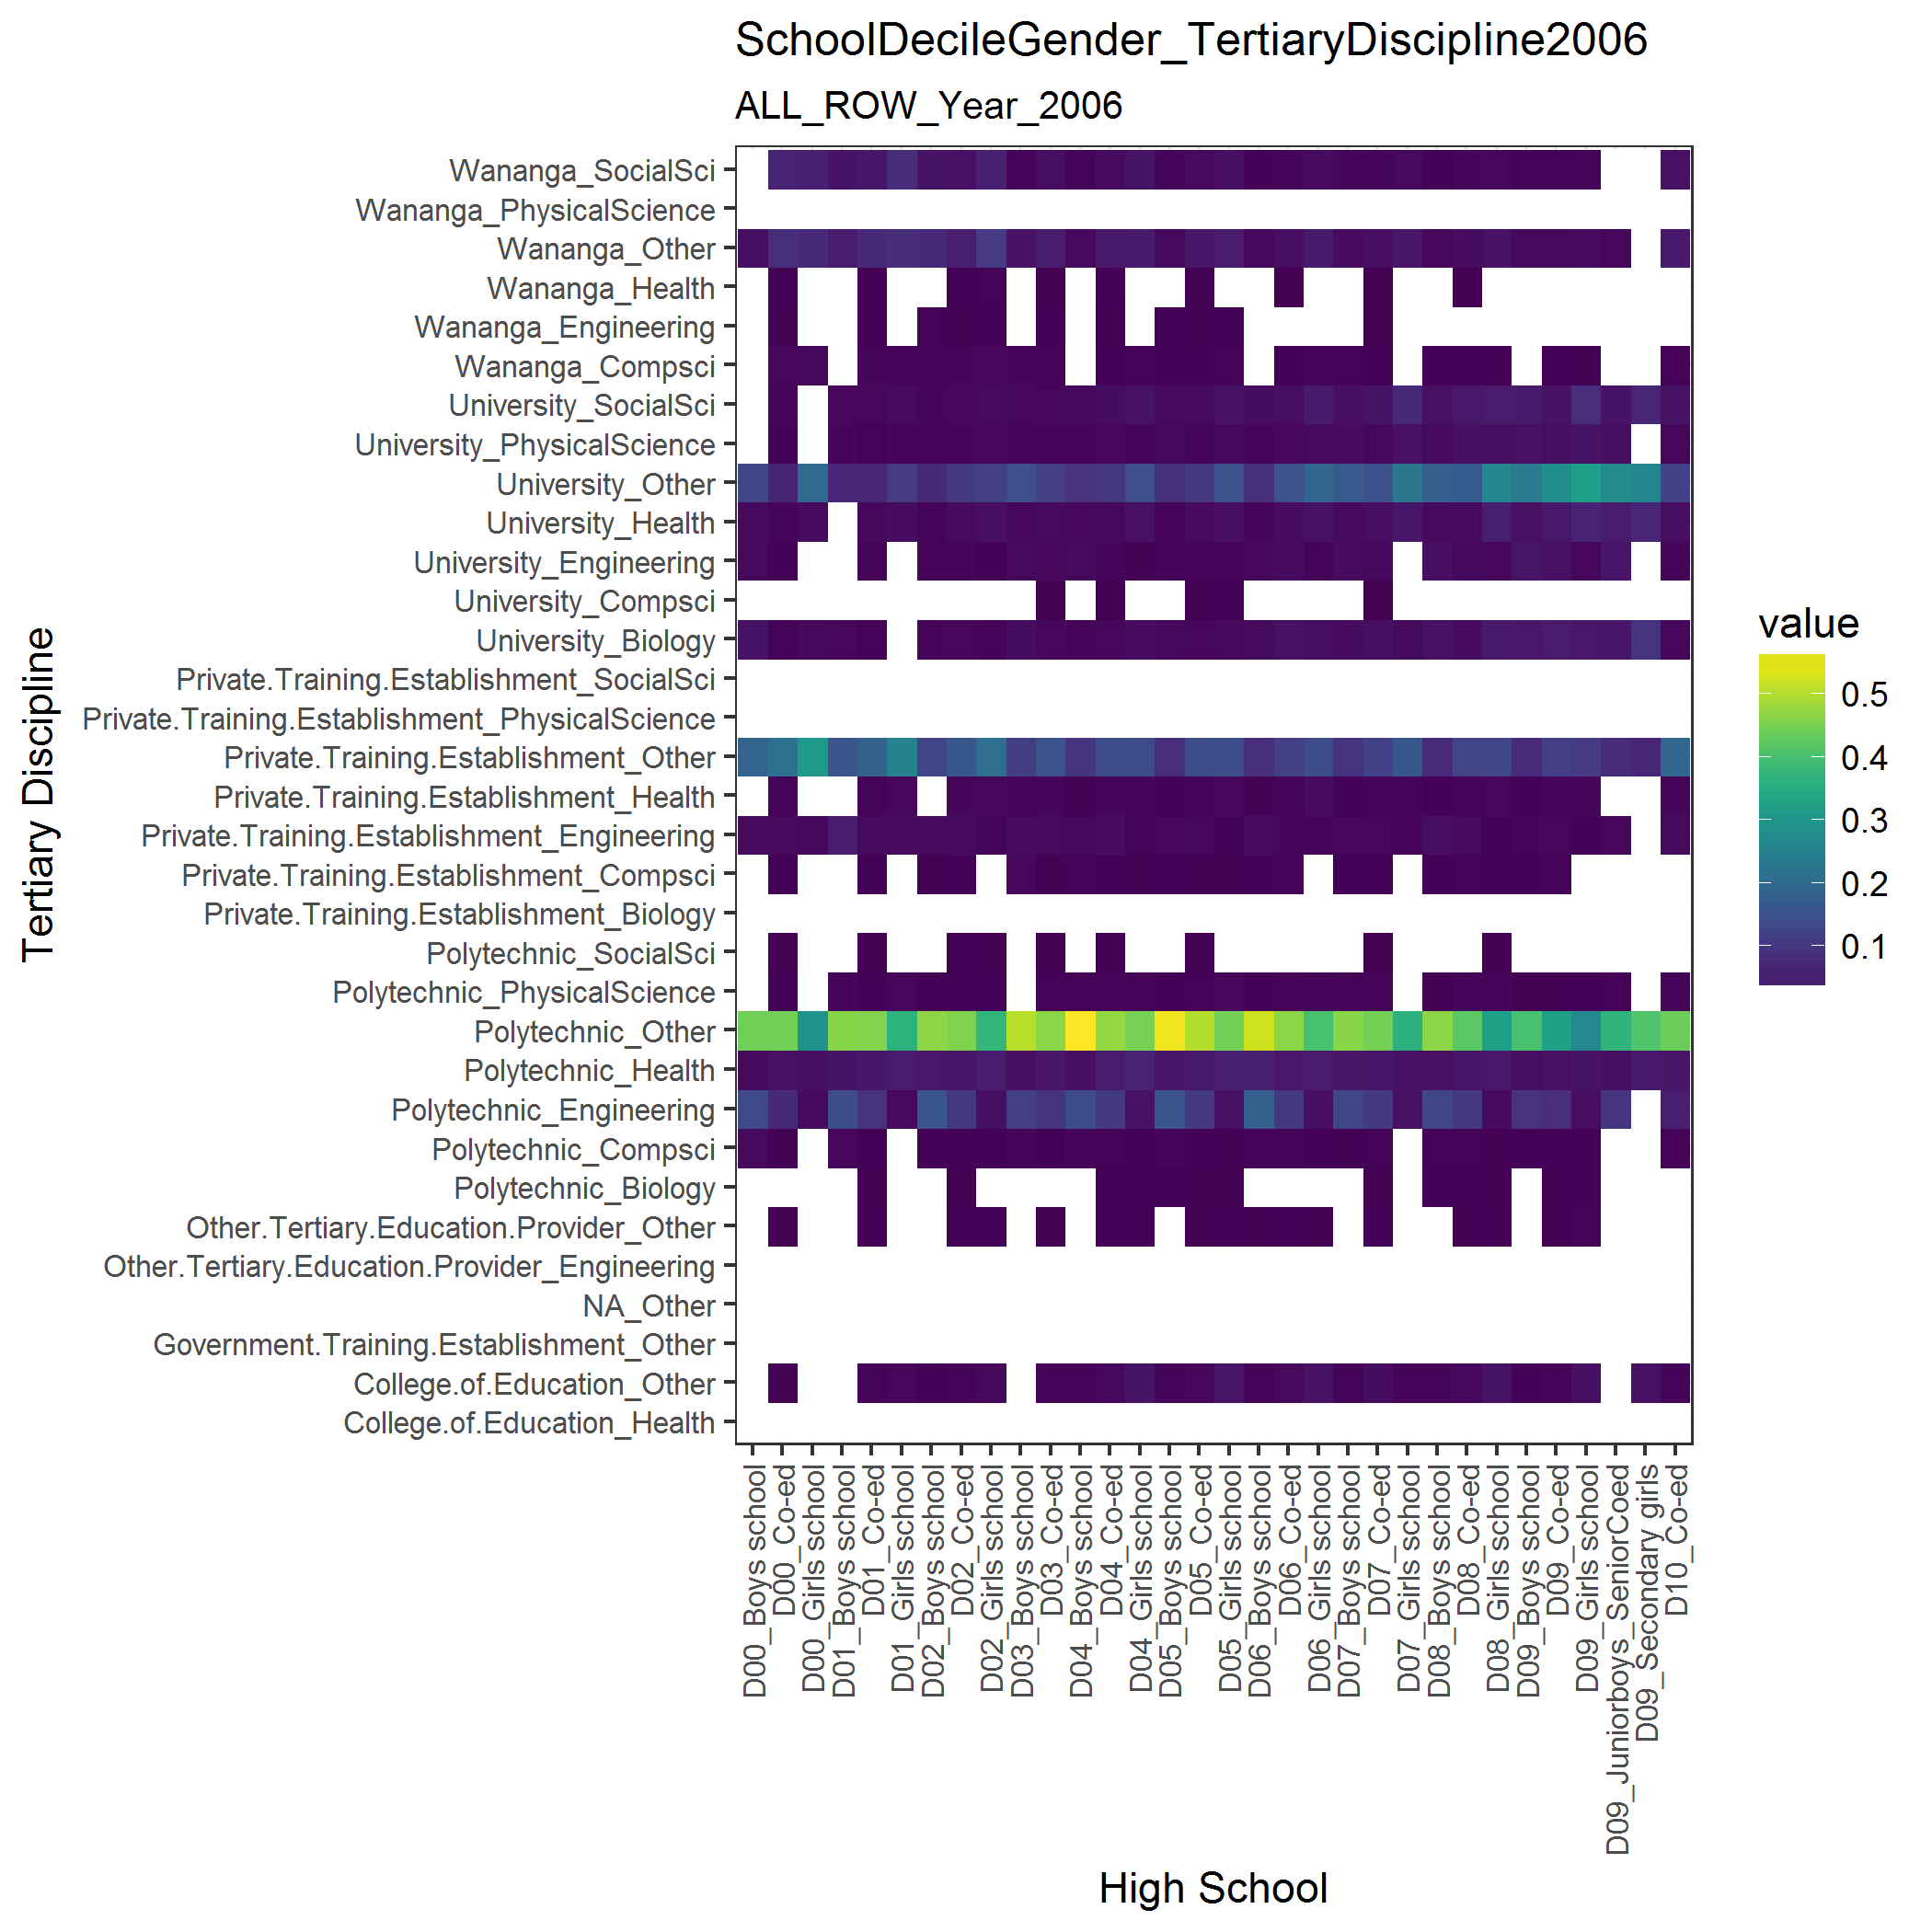 SchoolDecileGender_TertiaryDiscipline2006
ALL_ROW_Year_2006
Tertiary Discipline
Wananga_SocialSci
Wananga_PhysicalScience
Wananga_Other
Wananga_Health
Wananga_Engineering
Wananga_Compsci
University_SocialSci
University_PhysicalScience
University_Other
University_Health
University_Engineering
University_Compsci
University_Biology
Private.Training.Establishment_SocialSci
Private.Training.Establishment_PhysicalScience
Private.Training.Establishment_Other
Private.Training.Establishment_Health
Private.Training.Establishment_Engineering
Private.Training.Establishment_Compsci
Private.Training.Establishment_Biology
Polytechnic_SocialSci
Polytechnic_PhysicalScience
Polytechnic_Other
Polytechnic_Health
Polytechnic_Engineering
Polytechnic_Compsci
Polytechnic_Biology
Other.Tertiary.Education.Provider_Other
Other.Tertiary.Education.Provider_Engineering
NA_Other
Government.Training.Establishment_Other
College.of.Education_Other
College.of.Education_Health
D00_Boys school
D00_Co-ed
D00_Girls school
D01_Boys school
D01_Co-ed
D01_Girls school
D02_Boys school
D02_Co-ed
D02_Girls school
D03_Boys school
D03_Co-ed
D04_Boys school
D04_Co-ed
D04_Girls school
D05_Boys school
D05_Co-ed
D05_Girls school
D06_Boys school
D06_Co-ed
D06_Girls school
D07_Boys school
D07_Co-ed
D07_Girls school
D08_Boys school
D08_Co-ed
D08_Girls school
D09_Boys school
D09_Co-ed
D09_Girls school
D09_Juniorboys_SeniorCoed
D09_Secondary girls
D10_Co-ed
High School
value
0.5
0.4
0.3
0.2
0.1